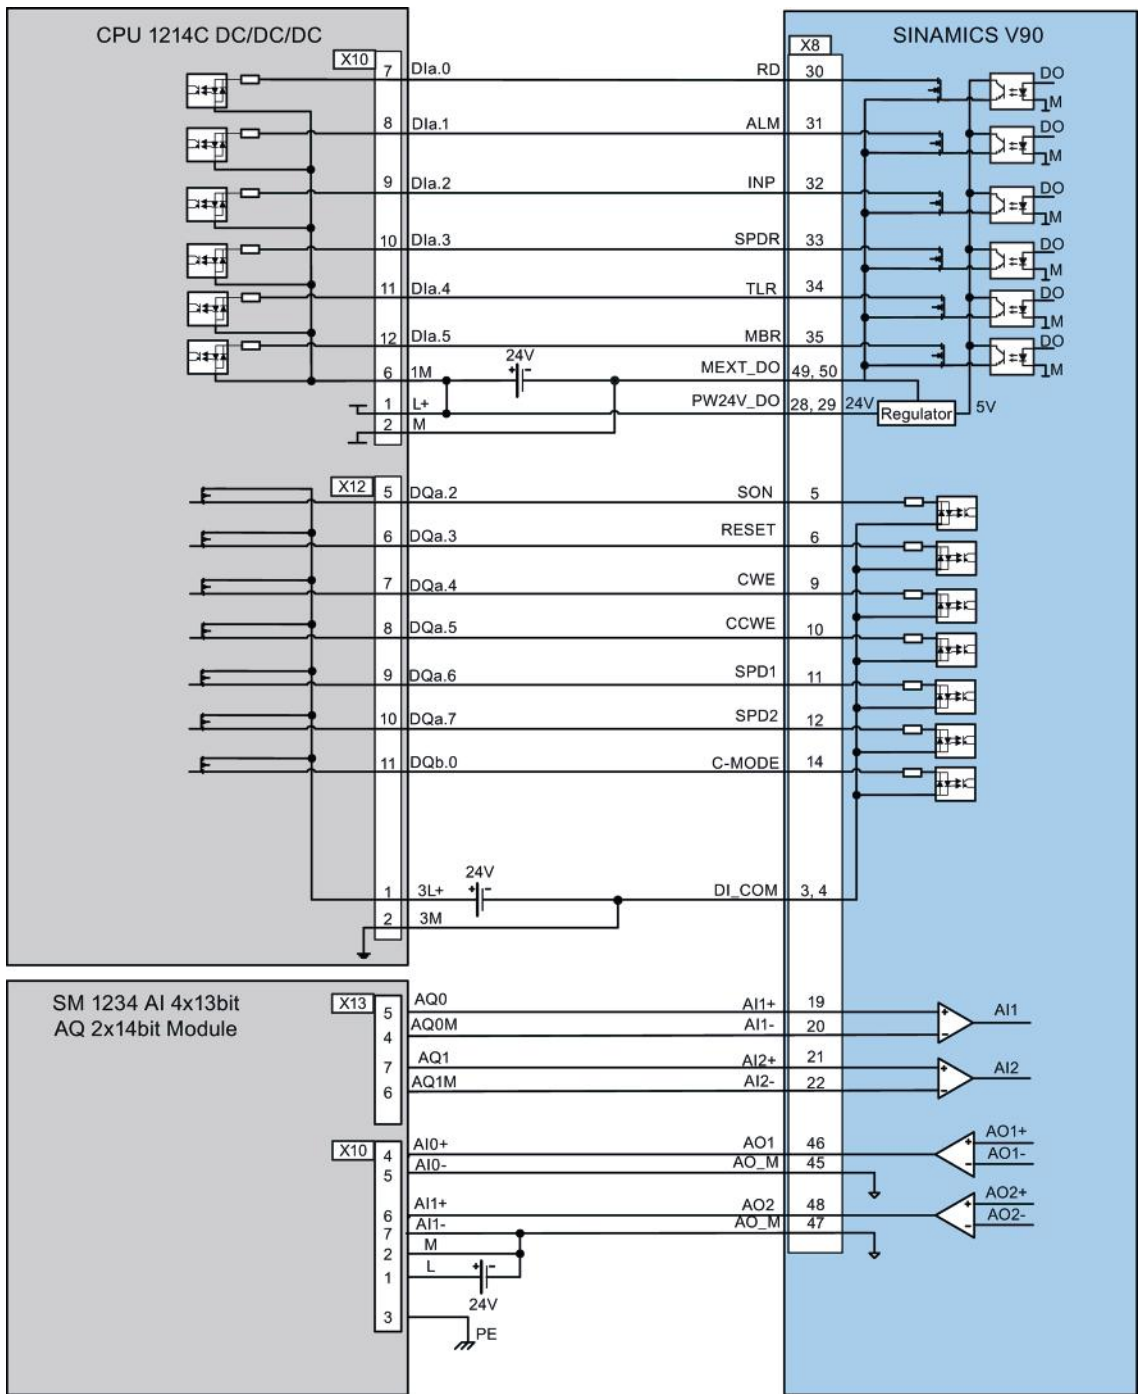 CPU 1214C DC/DC/DC SINAMICS V90
X10 X8
7 DIa.0 RD 30 DO
M
8 DIa.1 ALM 31 DO
M
9 DIa.2 INP 32 DO
M
10 DIa.3 SPDR 33 DO
M
11 DIa.4 TLR 34 DO
M
12 DIa.5 MBR 35 DO
M
24V
+ -
6 1M MEXT_DO 49, 50
1 L+ PW24V_DO 28, 29 24V Regulator 5V
2 M
X12
5 DQa.2 SON 5
6 DQa.3 RESET 6
7 DQa.4 CWE 9
8 DQa.5 CCWE 10
9 DQa.6 SPD1 11
10 DQa.7 SPD2 12
11 DQb.0 C-MODE 14
24V
+ -
1 3L+ DI_COM 3, 4
2 3M
SM 1234 AI 4x13bit
AQ 2x14bit Module
X13
5 AQ0 AI1+ 19 + AI1
4 AQ0M AI1- 20 -
7 AQ1 AI2+ 21 + AI2
6 AQ1M AI2- 22 -
X10
4 AI0+ AO1 46 + AO1+
5 AI0- AO_M 45 - AO1-
6 AI1+ AO2 48 + AO2+
7 AI1- AO_M 47 - AO2-
2 M
1 L + -
24V
3 PE